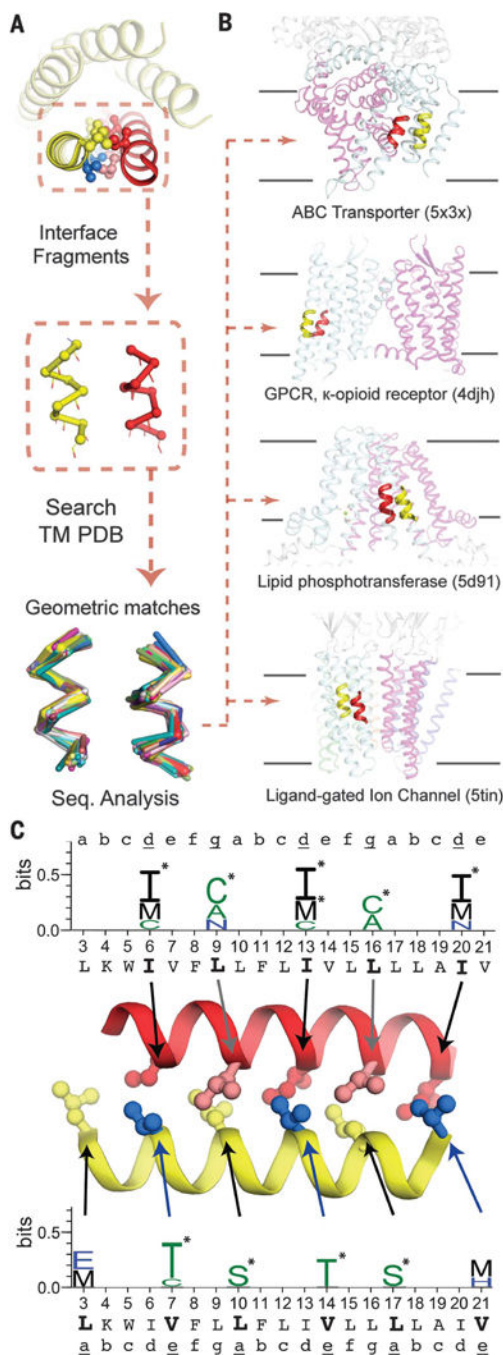 A
Interface
Fragments
Search
TM PDB
Geometric matches
Seq. Analysis
B
ABC Transporter (5x3x)
GPCR, κ-opioid receptor (4djh)
Lipid phosphotransferase (5d91)
Ligand-gated Ion Channel (5tin)
C
a b c d e f g a b c d e f g a b c d e
bits
0.5
0.0
I * C * I * C * I *
M A M * A M
C N C N
3 4 5 6 7 8 9 10 11 12 13 14 15 16 17 18 19 20 21
L K W I V F L L F L I V L L L L A I V
bits
0.5
0.0
E T * S * T * S * M
M C H
3 4 5 6 7 8 9 10 11 12 13 14 15 16 17 18 19 20 21
L K W I V F L L F L I V L L L L A I V
a b c d e f g a b c d e f g a b c d e